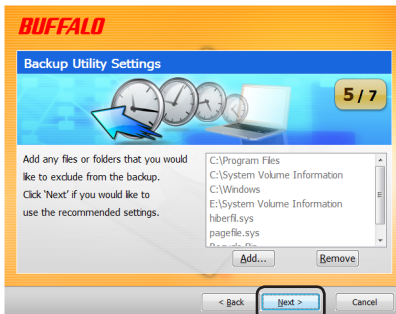 BUFFALO
Backup Utility Settings
5 / 7
Add any files or folders that you would
like to exclude from the backup.
Click 'Next' if you would like to
use the recommended settings.
C:\Program Files
C:\System Volume Information
C:\Windows
E:\System Volume Information
hiberfil.sys
pagefile.sys
Add...
Remove
< Back
Next >
Cancel